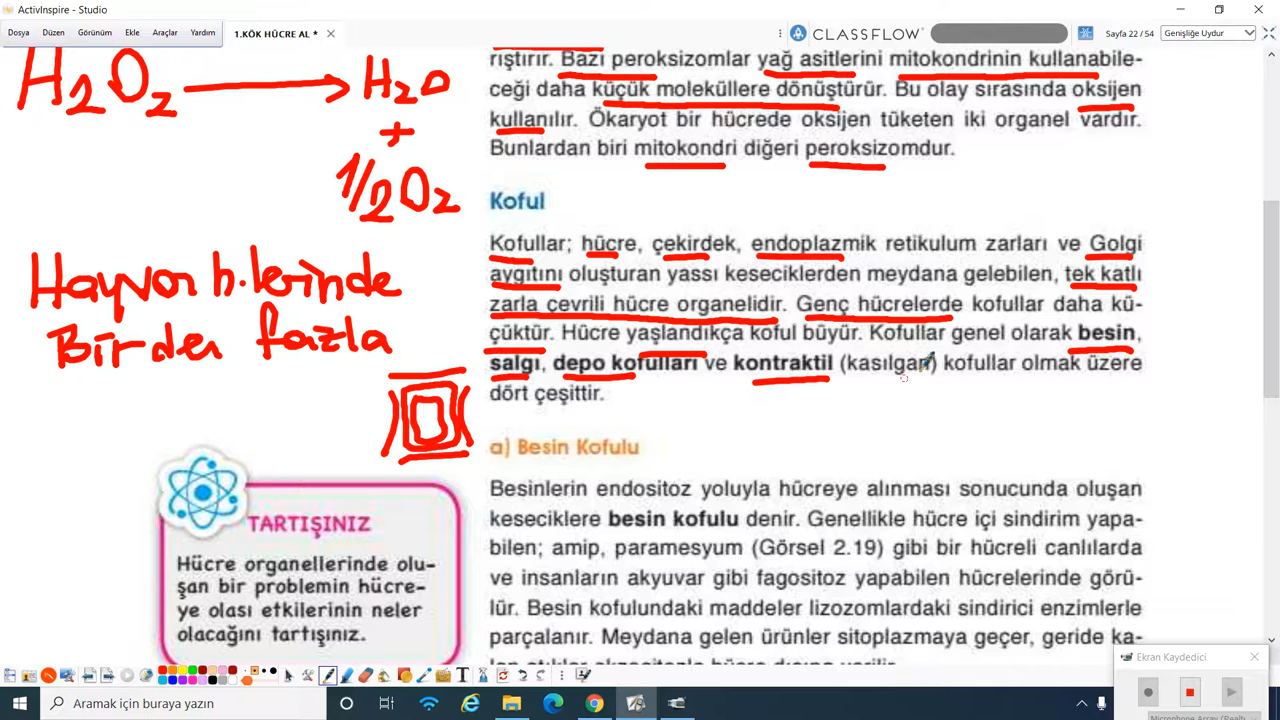 ActivInspire - Studio
Dosya Düzen Görünüm Ekle Araçlar Yardım
1.KÖK HÜCRE AL *
CLASSFLOW
Sayfa 22 / 54
Genişliğe Uydur
H2O2 → H2O
+
1/2O2
Birden fazla
riştirir. Bazı peroksizomlar yağ asitlerini mitokondrinin kullanabile-
ceği daha küçük moleküllere dönüştürür. Bu olay sırasında oksijen
kullanılır. Ökaryot bir hücrede oksijen tüketen iki organel vardır.
Bunlardan biri mitokondri diğeri peroksizomdur.
Koful
Kofullar; hücre, çekirdek, endoplazmik retikulum zarları ve Golgi
aygıtını oluşturan yassı keseciklerden meydana gelebilen, tek katlı
zarla çevrili hücre organelidir. Genç hücrelerde kofullar daha kü-
çüktür. Hücre yaşlandıkça koful büyür. Kofullar genel olarak besin,
salgı, depo kofulları ve kontraktil (kasılgan) kofullar olmak üzere
dört çeşittir.
a) Besin Kofulu
Besinlerin endositoz yoluyla hücreye alınması sonucunda oluşan
keseciklere besin kofulu denir. Genellikle hücre içi sindirim yapa-
bilen; amip, paramesyum (Görsel 2.19) gibi bir hücreli canlılarda
ve insanların akyuvar gibi fagositoz yapabilen hücrelerinde görü-
lür. Besin kofulundaki maddeler lizozomlardaki sindirici enzimlerle
parçalanır. Meydana gelen ürünler sitoplazmaya geçer, geride ka-
TARTIŞINIZ
Hücre organellerinde olu-
şan bir problemin hücre-
ye olası etkilerinin neler
olacağını tartışınız.
Ekran Kaydedici
Aramak için buraya yazın